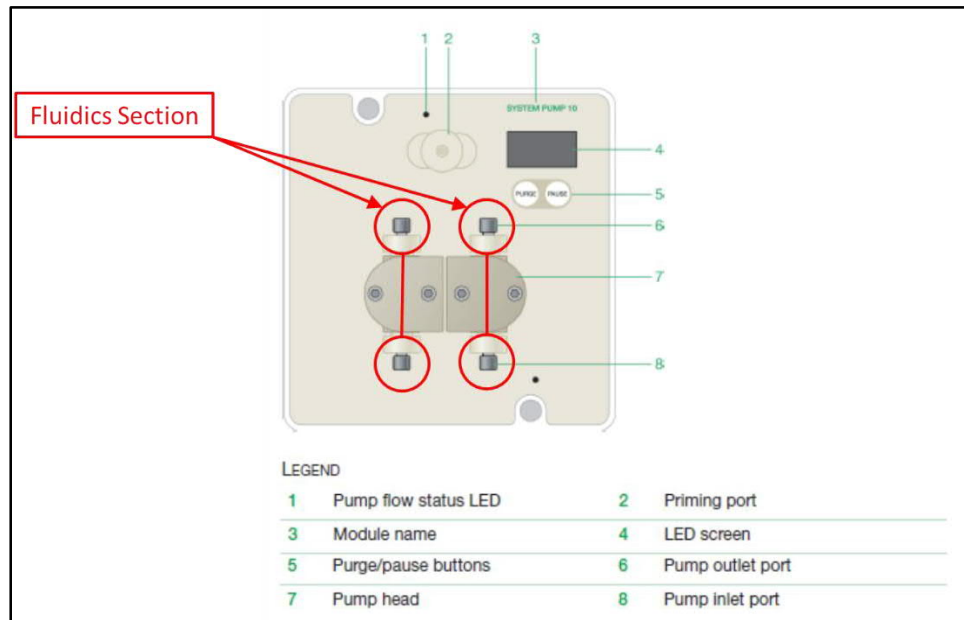 1 2 3
Fluidics Section
SYSTEM PUMP 10
4
PURGE PAUSE 5
6
7
8
LEGEND
1 Pump flow status LED 2 Priming port
3 Module name 4 LED screen
5 Purge/pause buttons 6 Pump outlet port
7 Pump head 8 Pump inlet port